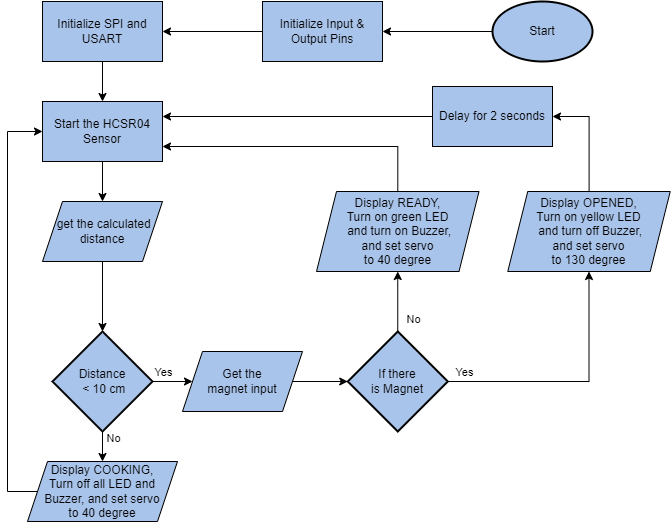 Initialize SPI and
USART
Initialize Input &
Output Pins
Start
Start the HCSR04
Sensor
Delay for 2 seconds
get the calculated
distance
Display READY,
Turn on green LED
and turn on Buzzer,
and set servo
to 40 degree
Display OPENED,
Turn on yellow LED
and turn off Buzzer,
and set servo
to 130 degree
No
Distance
< 10 cm
Yes
Get the
magnet input
If there
is Magnet
Yes
No
Display COOKING,
Turn off all LED and
Buzzer, and set servo
to 40 degree